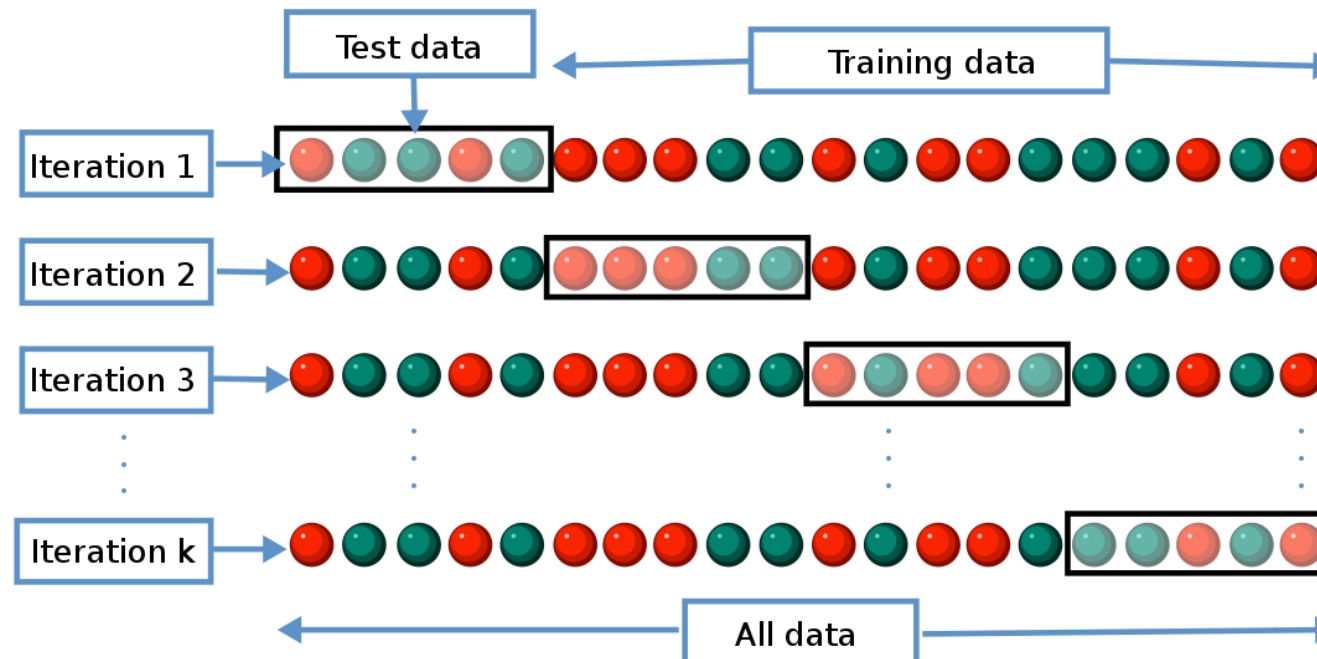 Test data
Training data
Iteration 1
Iteration 2
Iteration 3
Iteration k
All data